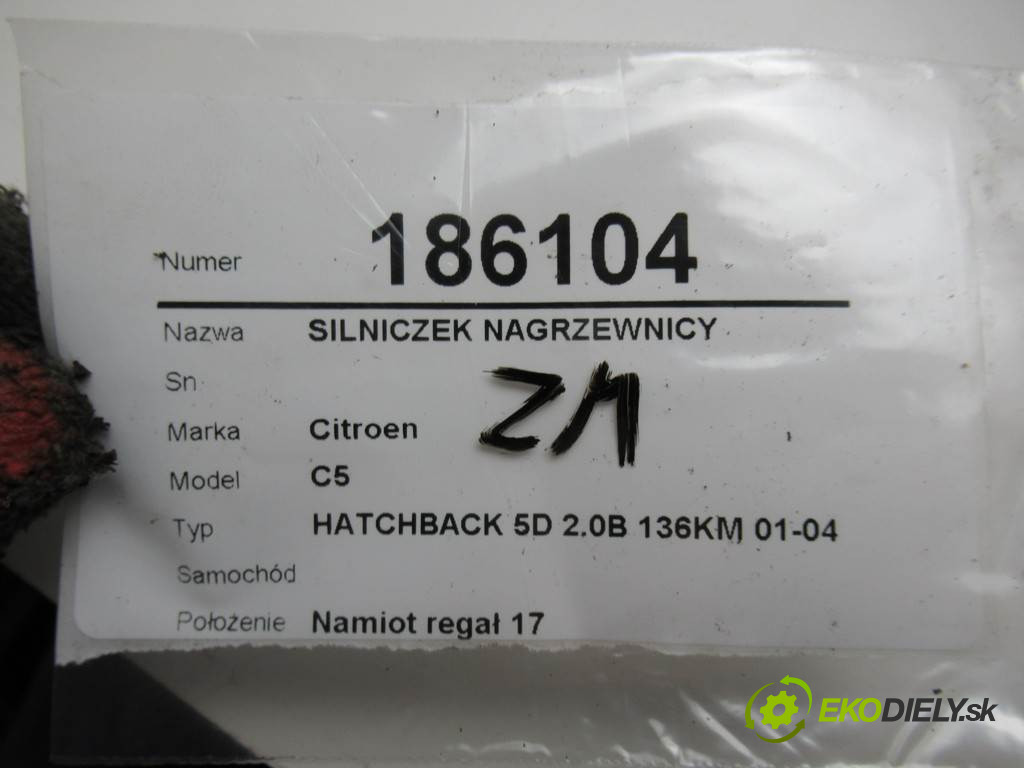 Numer 186104
Nazwa SILNICZEK NAGRZEWNICY
Sn
ZM
Marka Citroen
Model C5
Typ HATCHBACK 5D 2.0B 136KM 01-04
Samochód
Położenie Namiot regał 17
EKODIELY.sk